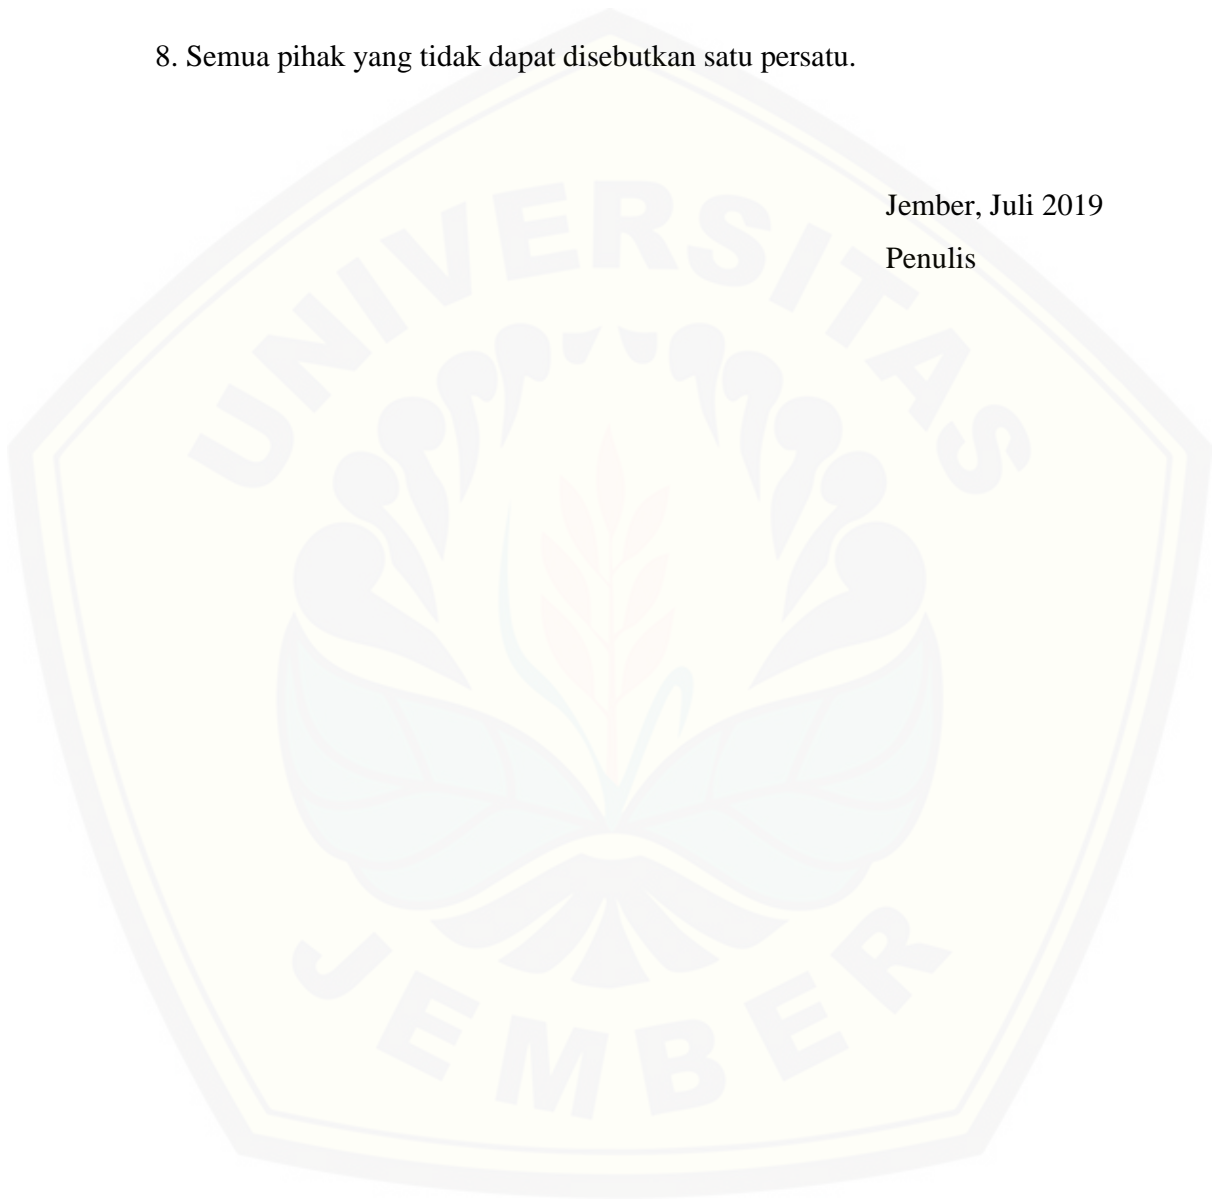 8. Semua pihak yang tidak dapat disebutkan satu persatu.
Jember, Juli 2019
Penulis
UNIVERSITAS
JEMBER